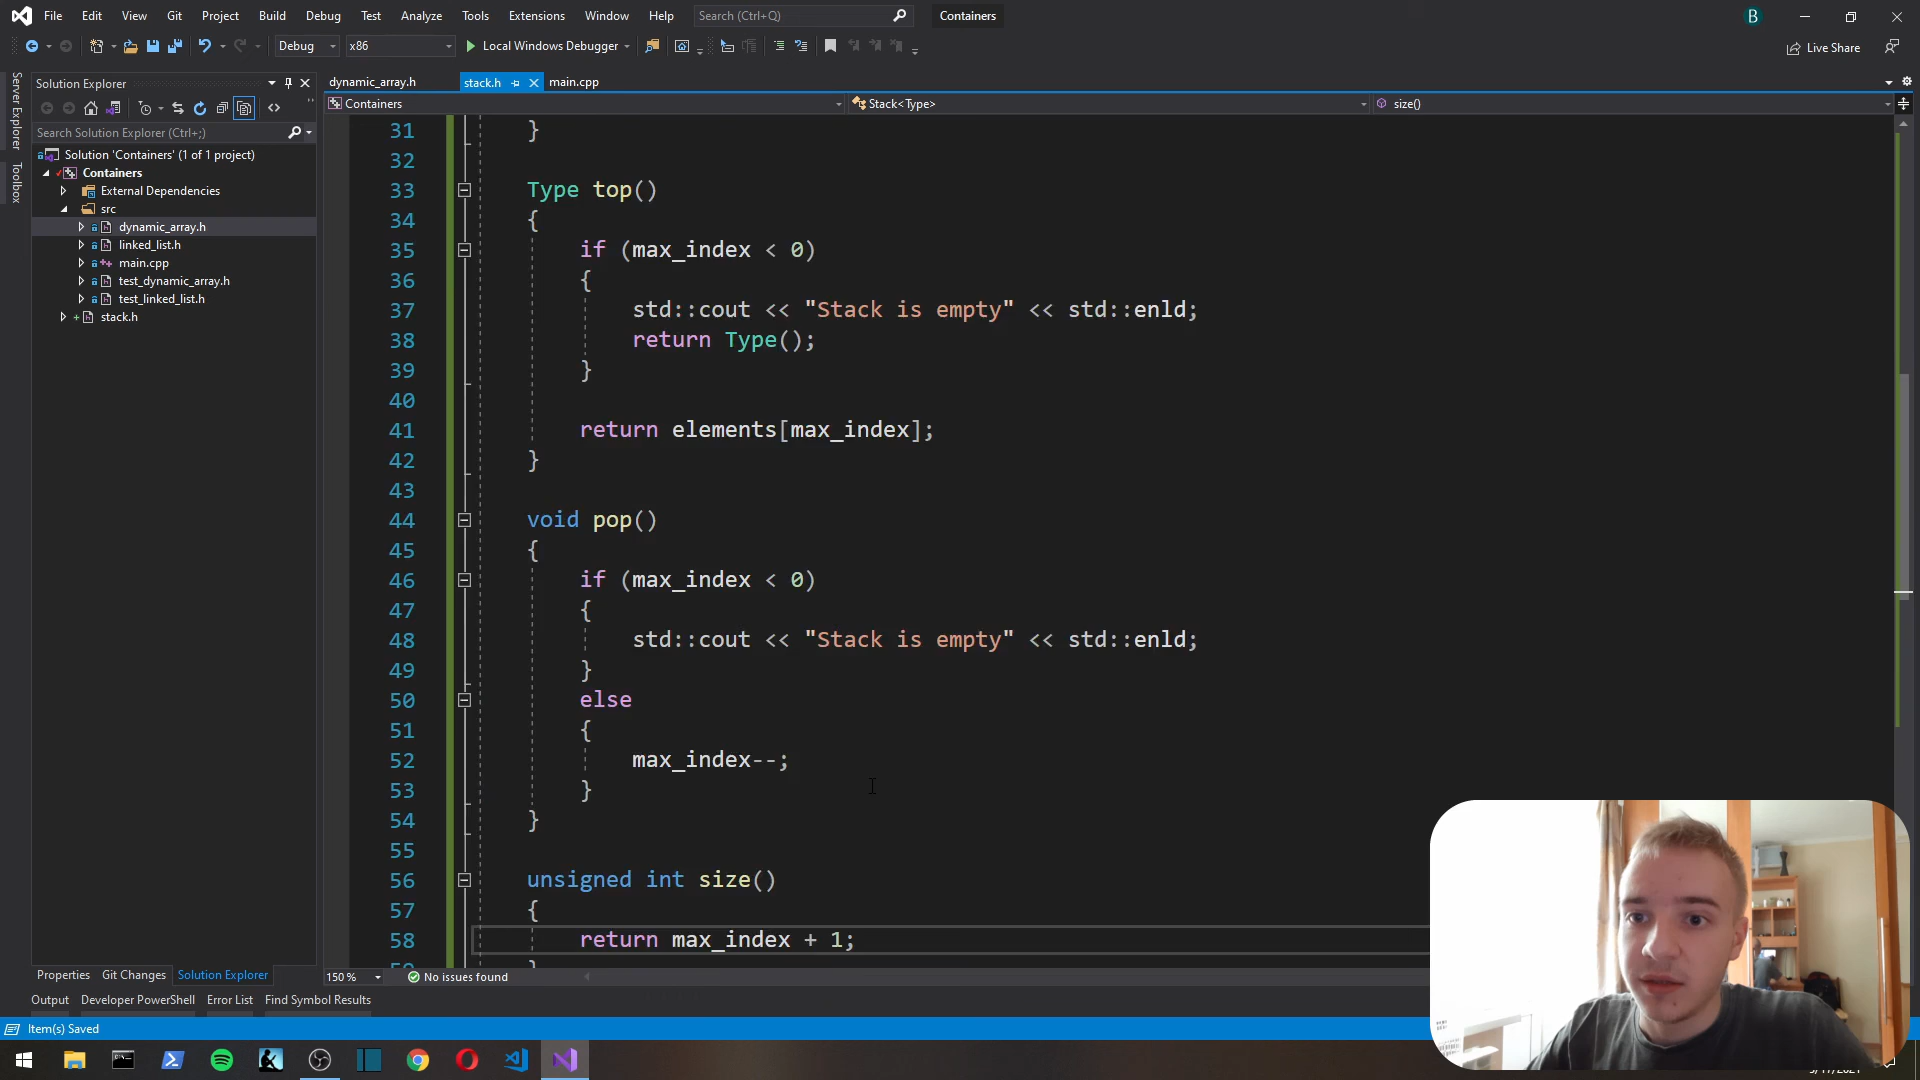 File Edit View Git Project Build Debug Test Analyze Tools Extensions Window Help Search (Ctrl+Q) Containers B
Debug x86 Local Windows Debugger Live Share
Server Explorer
Toolbox
Solution Explorer
Search Solution Explorer (Ctrl+;)
Solution 'Containers' (1 of 1 project)
Containers
External Dependencies
src
dynamic_array.h
linked_list.h
main.cpp
test_dynamic_array.h
test_linked_list.h
stack.h
Properties Git Changes Solution Explorer
dynamic_array.h stack.h main.cpp
Containers Stack<Type> size()
31 }
32
33 Type top()
34 {
35 if (max_index < 0)
36 {
37 std::cout << "Stack is empty" << std::enld;
38 return Type();
39 }
40
41 return elements[max_index];
42 }
43
44 void pop()
45 {
46 if (max_index < 0)
47 {
48 std::cout << "Stack is empty" << std::enld;
49 }
50 else
51 {
52 max_index--;
53 }
54 }
55
56 unsigned int size()
57 {
58 return max_index + 1;
150 % No issues found
Output Developer PowerShell Error List Find Symbol Results
Item(s) Saved